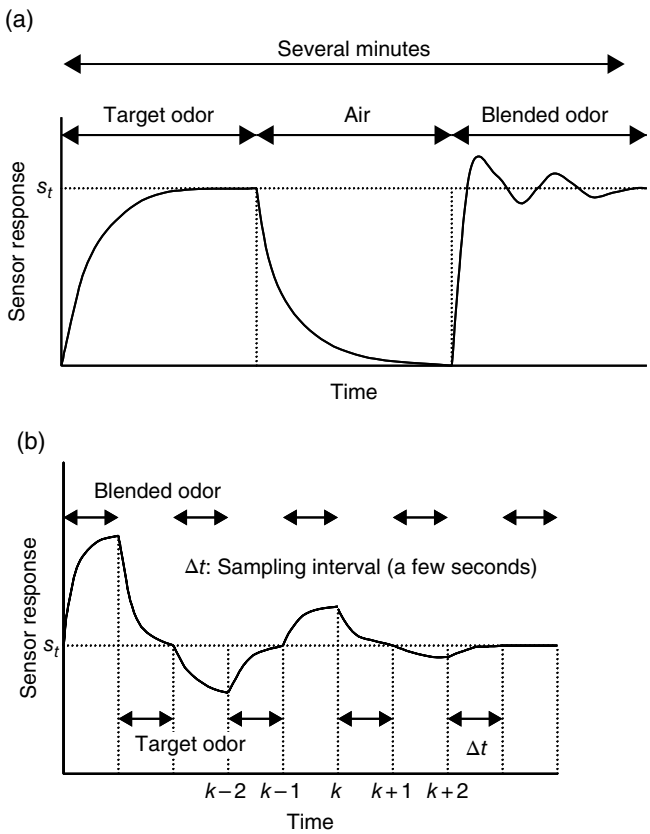 (a)
Several minutes
Target odor
Air
Blended odor
s_t
Sensor response
Time
(b)
Blended odor
Δt: Sampling interval (a few seconds)
s_t
Sensor response
Target odor
Δt
k−2 k−1 k k+1 k+2
Time